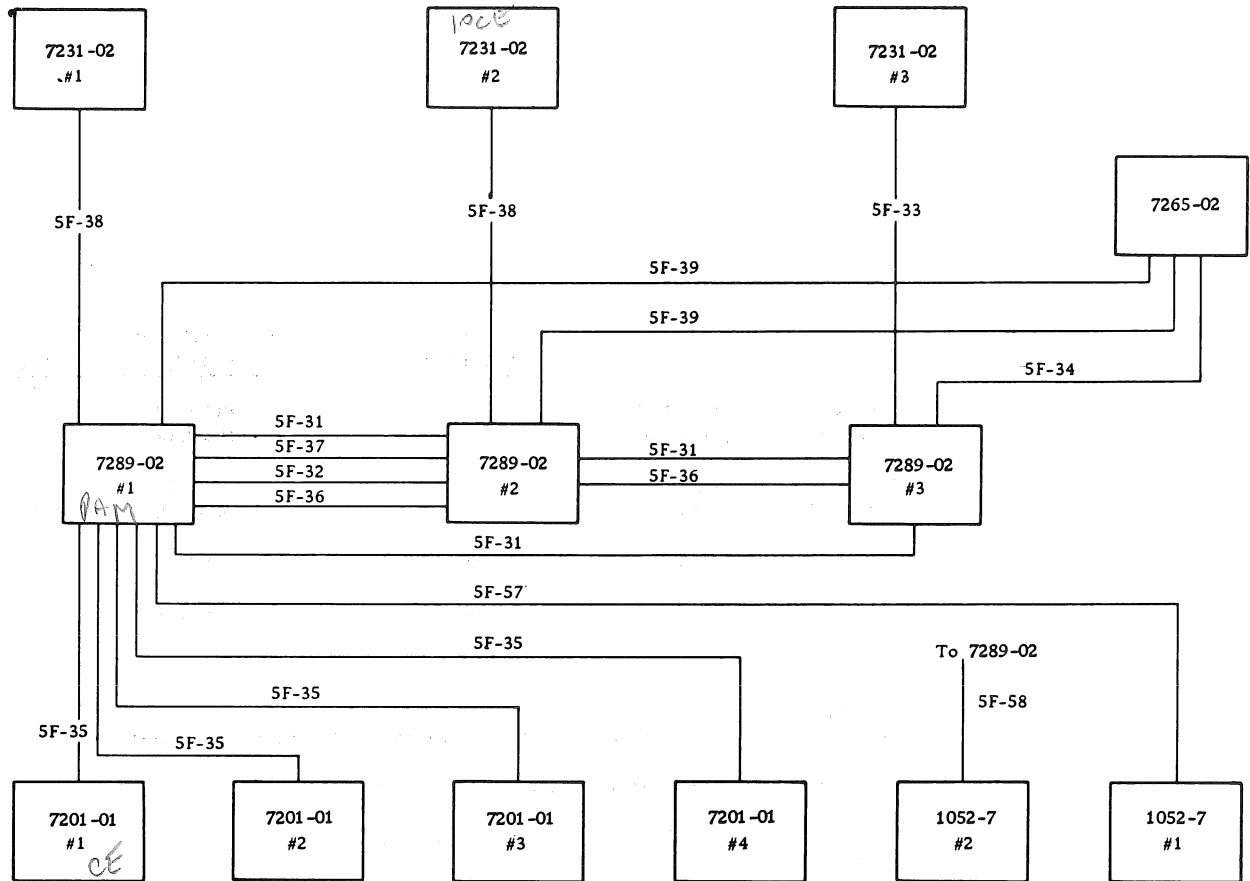 7231-02
#1
IOCE
7231-02
#2
7231-02
#3
7265-02
5F-38
5F-38
5F-33
5F-39
5F-39
5F-34
5F-31
5F-37
5F-32
5F-36
5F-31
5F-36
7289-02
#1
PAM
7289-02
#2
7289-02
#3
5F-31
5F-57
5F-35
To 7289-02
5F-35
5F-58
5F-35
5F-35
7201-01
#1
CE
7201-01
#2
7201-01
#3
7201-01
#4
1052-7
#2
1052-7
#1